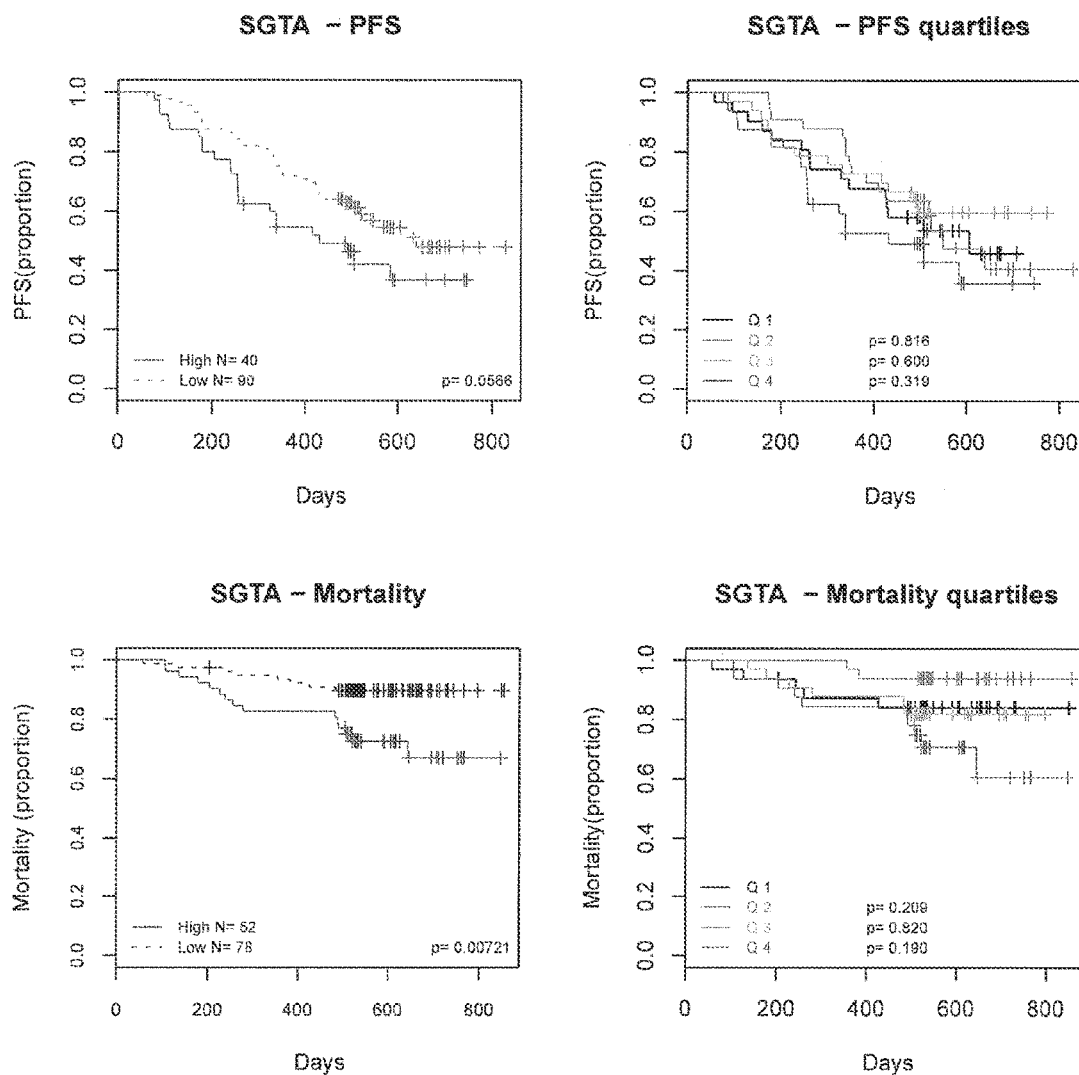 SGTA – PFS
PFS(proportion)
1.0
0.8
0.6
0.4
0.2
0.0
High N= 40
Low N= 90
p= 0.0566
0 200 400 600 800
Days
SGTA – PFS quartiles
PFS(proportion)
1.0
0.8
0.6
0.4
0.2
0.0
Q 1
Q 2 p= 0.816
Q 3 p= 0.600
Q 4 p= 0.319
0 200 400 600 800
Days
SGTA – Mortality
Mortality (proportion)
1.0
0.8
0.6
0.4
0.2
0.0
High N= 52
Low N= 78
p= 0.00721
0 200 400 600 800
Days
SGTA – Mortality quartiles
Mortality(proportion)
1.0
0.8
0.6
0.4
0.2
0.0
Q 1
Q 2 p= 0.209
Q 3 p= 0.820
Q 4 p= 0.190
0 200 400 600 800
Days